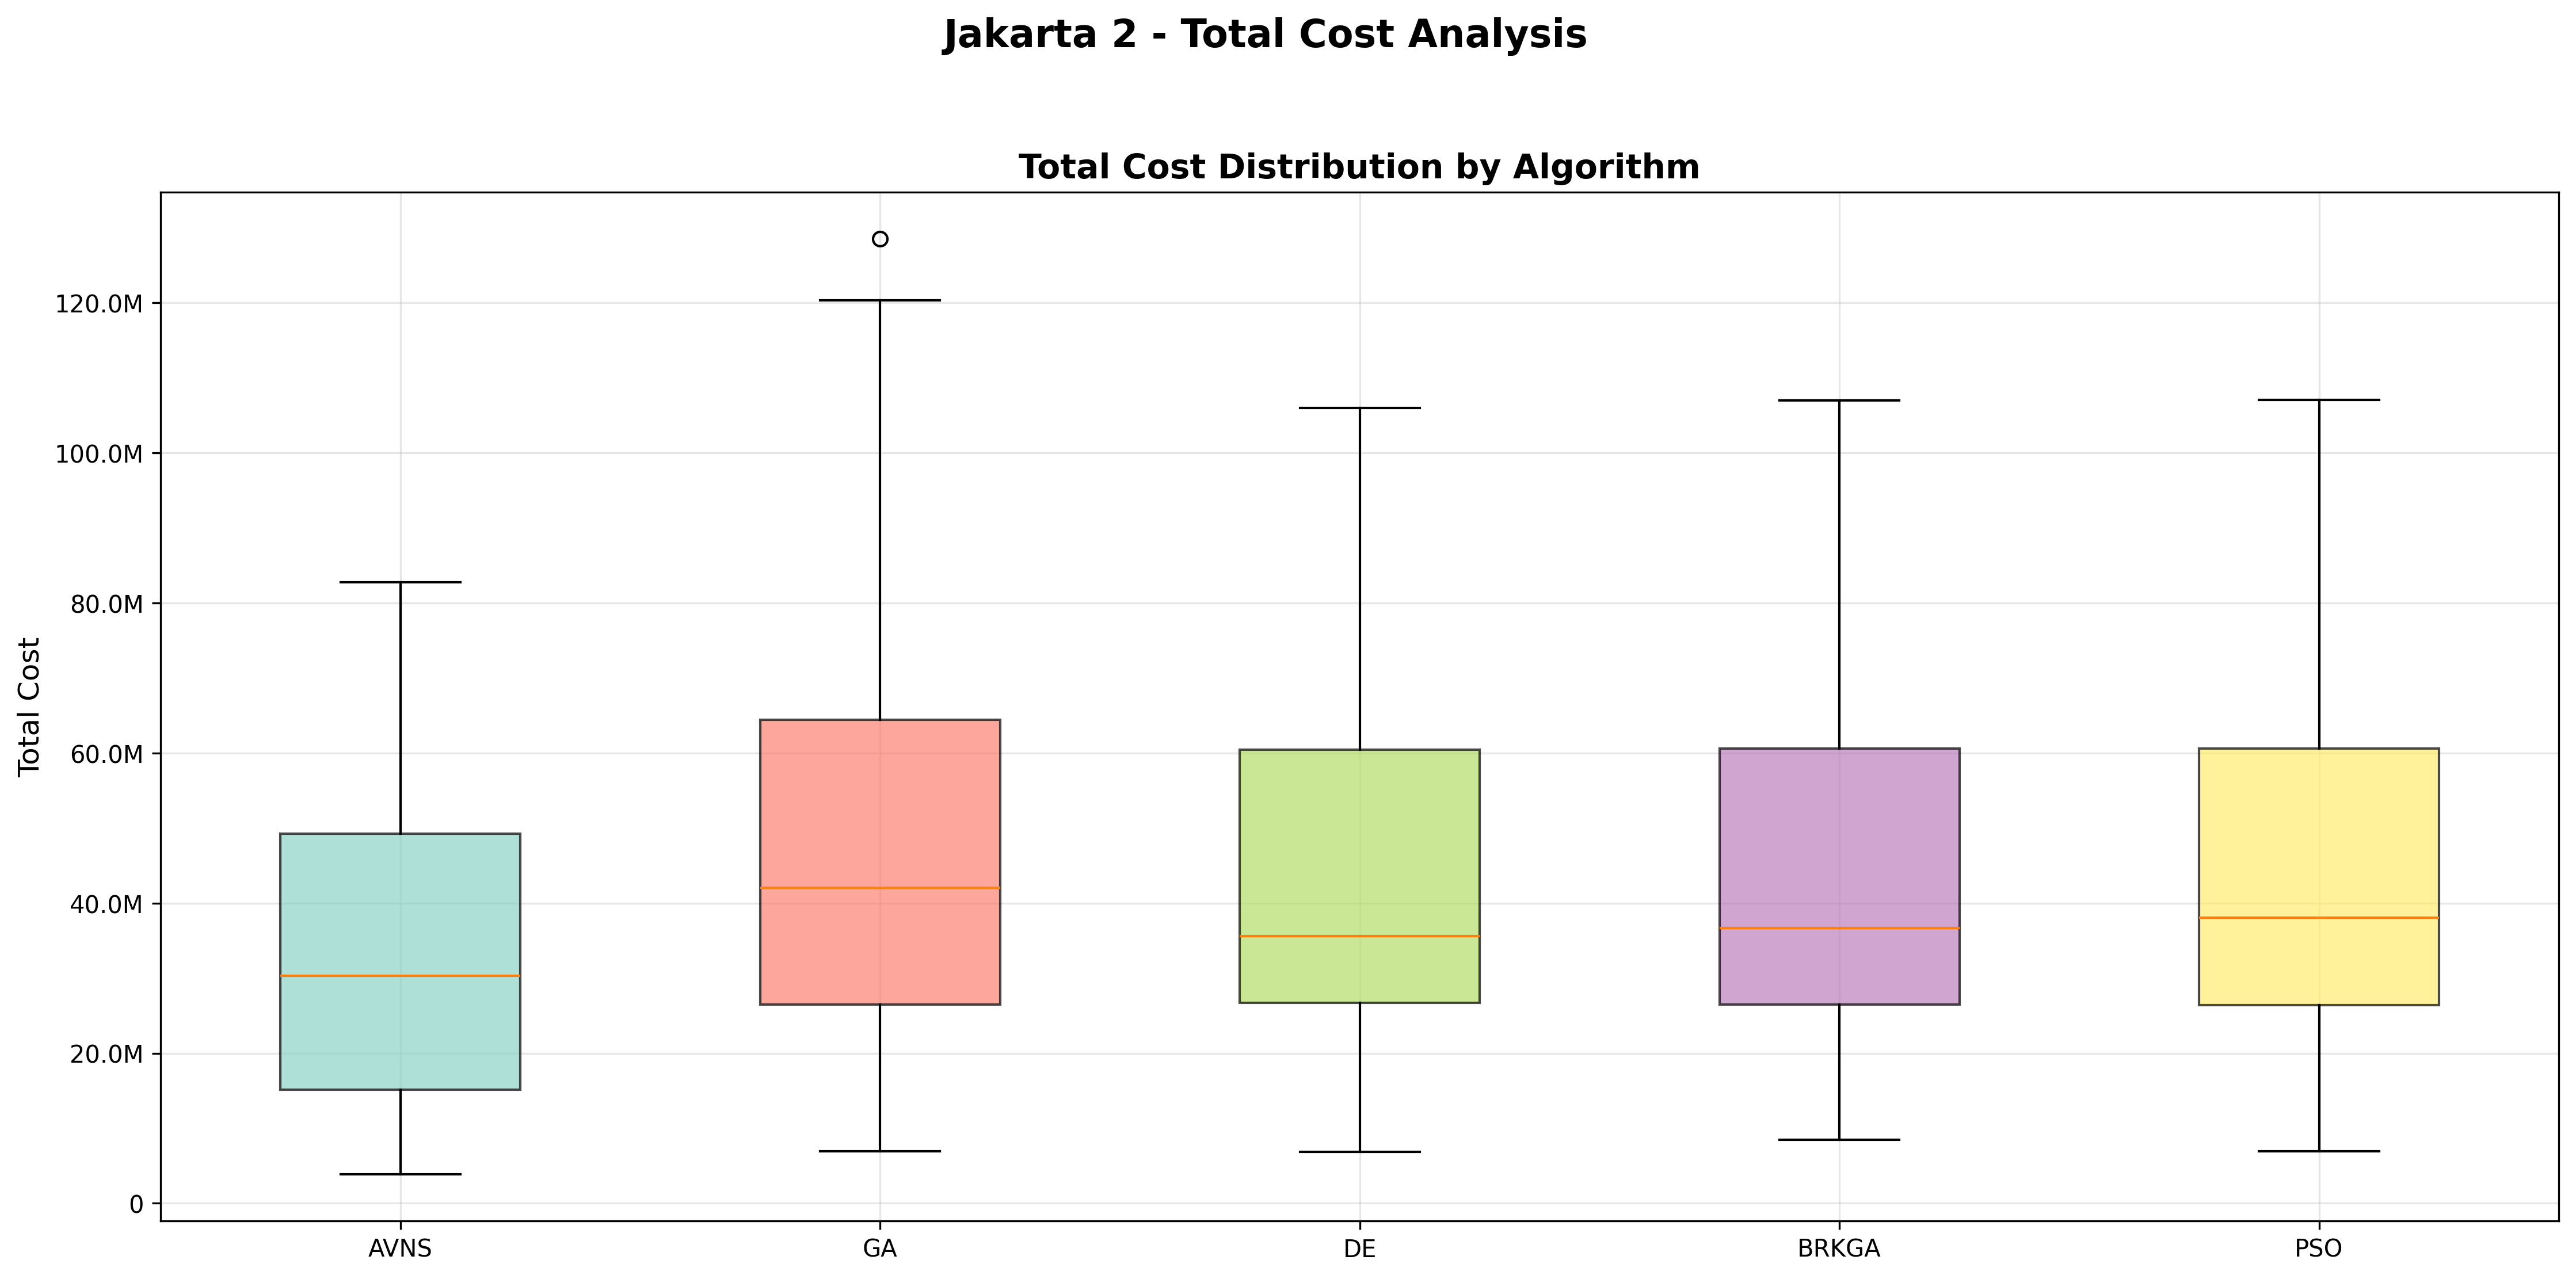 Jakarta 2 - Total Cost Analysis
Total Cost Distribution by Algorithm
Total Cost
120.0M
100.0M
80.0M
60.0M
40.0M
20.0M
0
AVNS
GA
DE
BRKGA
PSO